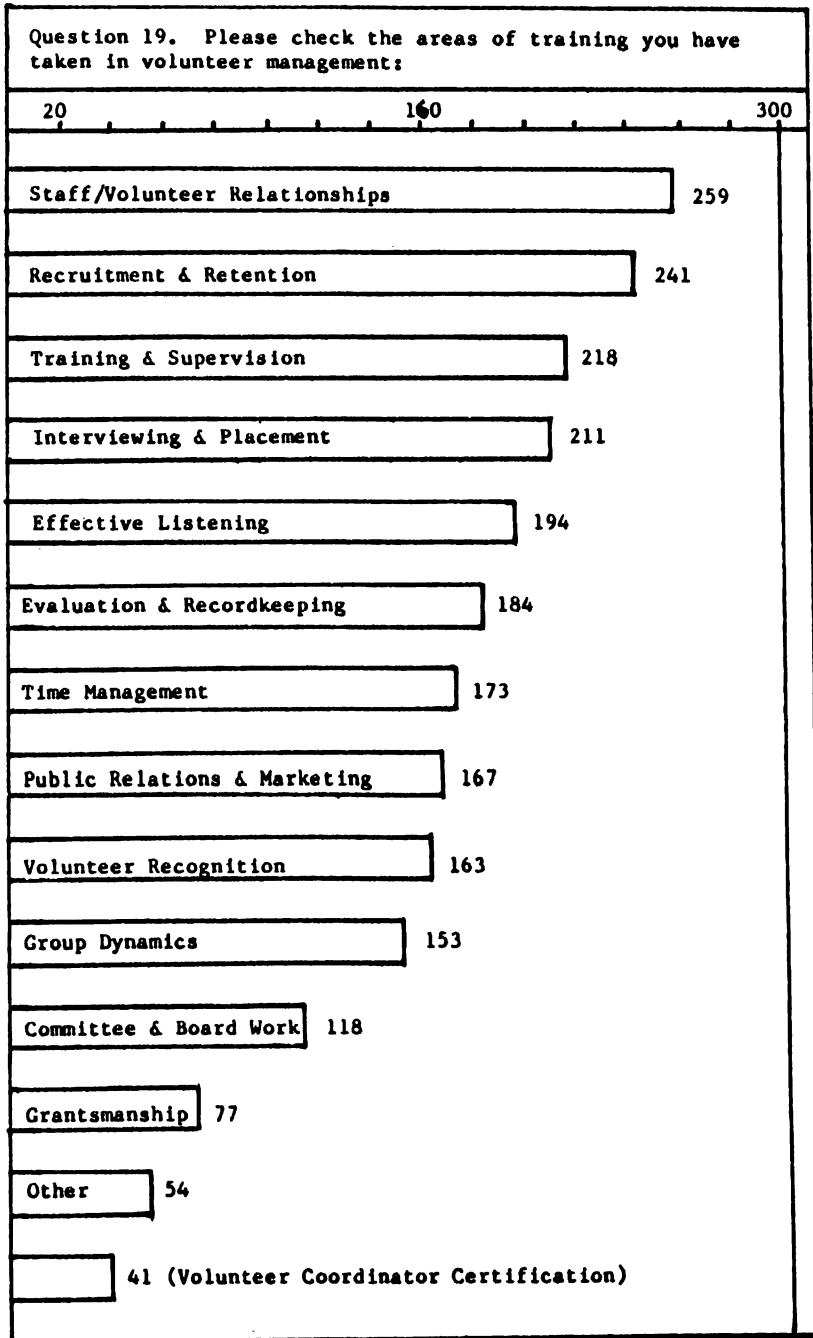 Question 19. Please check the areas of training you have
taken in volunteer management:
20 160 300
Staff/Volunteer Relationships 259
Recruitment & Retention 241
Training & Supervision 218
Interviewing & Placement 211
Effective Listening 194
Evaluation & Recordkeeping 184
Time Management 173
Public Relations & Marketing 167
Volunteer Recognition 163
Group Dynamics 153
Committee & Board Work 118
Grantsmanship 77
Other 54
41 (Volunteer Coordinator Certification)